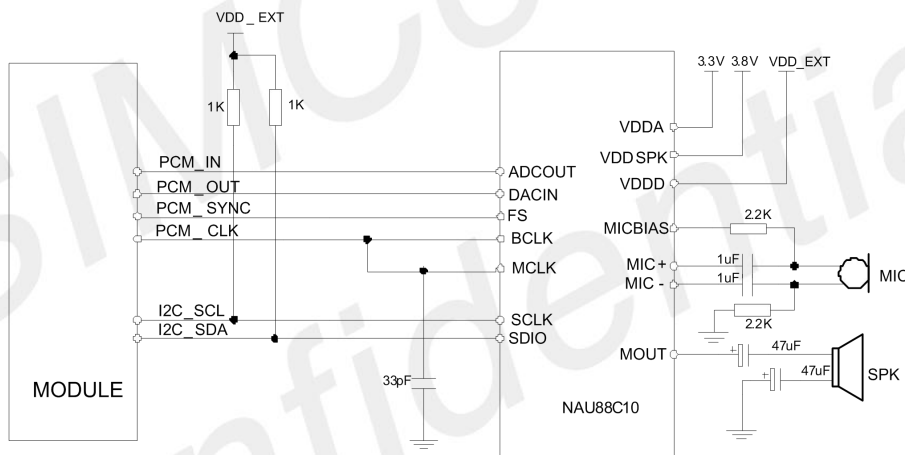 VDD_EXT
3.3V 3.8V VDD_EXT
1K 1K
VDDA
VDD SPK
VDDD
PCM_IN ADCOUT
PCM_OUT DACIN
PCM_SYNC FS
PCM_CLK BCLK
MCLK
MICBIAS 2.2K
MIC+ 1uF
MIC- 1uF
MIC
2.2K
I2C_SCL SCLK
I2C_SDA SDIO
MOUT 47uF
+
47uF
+
SPK
33pF
MODULE
NAU88C10
SIMCo
onfidentia